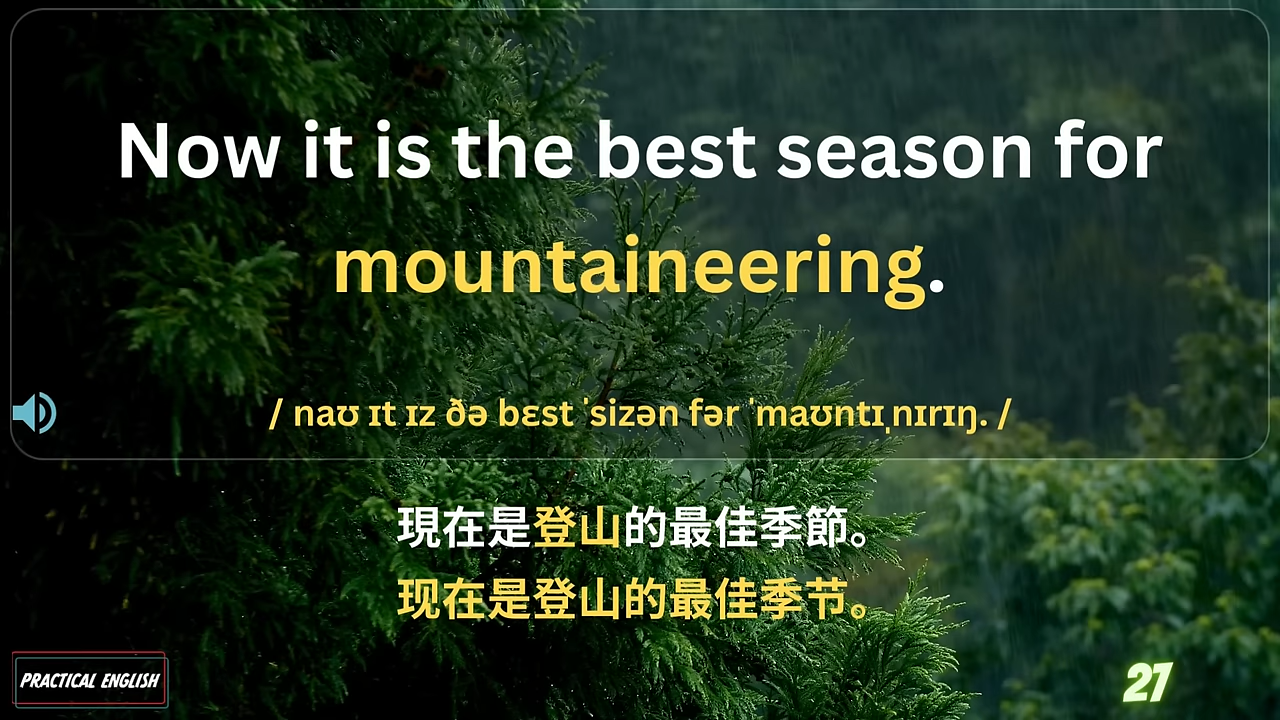 Now it is the best season for
mountaineering.
/ naʊ ɪt ɪz ðə bɛst ˈsizən fər ˈmaʊntɪˌnɪrɪŋ. /
現在是登山的最佳季節。
现在是登山的最佳季节。
PRACTICAL ENGLISH
27